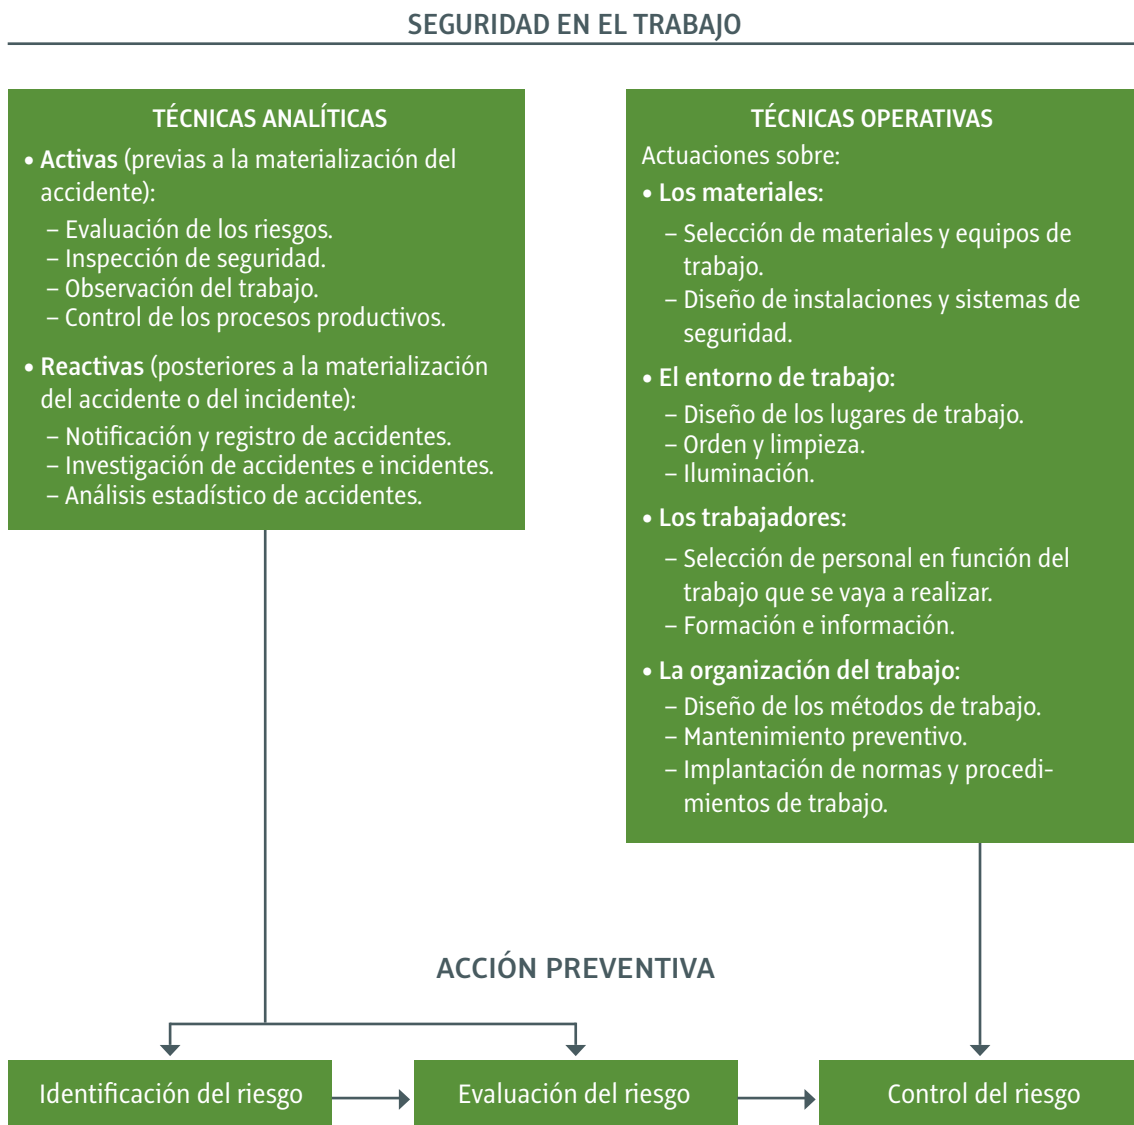 SEGURIDAD EN EL TRABAJO
TÉCNICAS ANALÍTICAS
• Activas (previas a la materialización del
accidente):
– Evaluación de los riesgos.
– Inspección de seguridad.
– Observación del trabajo.
– Control de los procesos productivos.
• Reactivas (posteriores a la materialización
del accidente o del incidente):
– Notificación y registro de accidentes.
– Investigación de accidentes e incidentes.
– Análisis estadístico de accidentes.
TÉCNICAS OPERATIVAS
Actuaciones sobre:
• Los materiales:
– Selección de materiales y equipos de
trabajo.
– Diseño de instalaciones y sistemas de
seguridad.
• El entorno de trabajo:
– Diseño de los lugares de trabajo.
– Orden y limpieza.
– Iluminación.
• Los trabajadores:
– Selección de personal en función del
trabajo que se vaya a realizar.
– Formación e información.
• La organización del trabajo:
– Diseño de los métodos de trabajo.
– Mantenimiento preventivo.
– Implantación de normas y procedi-
mientos de trabajo.
ACCIÓN PREVENTIVA
Identificación del riesgo
Evaluación del riesgo
Control del riesgo